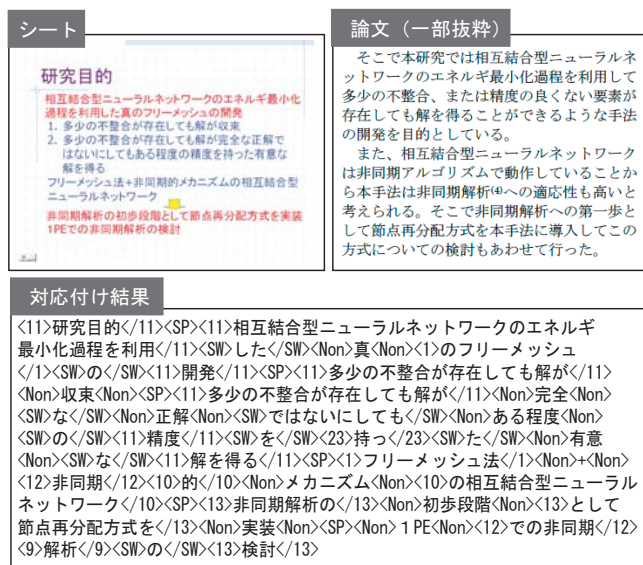 シート
研究目的
相互結合型ニューラルネットワークのエネルギ最小化
過程を利用した真のフリーメッシュの開発
1. 多少の不整合が存在しても解が収束
2. 多少の不整合が存在しても解が完全な正解で
はないにしてもある程度の精度を持った有意な
解を得る
フリーメッシュ法+非同期的メカニズムの相互結合型
ニューラルネットワーク
非同期解析の初歩段階として節点再分配方式を実装
1PEでの非同期解析の検討
論文（一部抜粋）
そこで本研究では相互結合型ニューラルネ
ットワークのエネルギ最小化過程を利用して
多少の不整合、または精度の良くない要素が
存在しても解を得ることができるような手法
の開発を目的としている。
また、相互結合型ニューラルネットワーク
は非同期アルゴリズムで動作していることか
ら本手法は非同期解析⁽⁴⁾への適応性も高いと
考えられる。そこで非同期解析への第一歩と
して節点再分配方式を本手法に導入してこの
方式についての検討もあわせて行った。
対応付け結果
<11>研究目的</11><SP><11>相互結合型ニューラルネットワークのエネルギ
最小化過程を利用</11><SW>した</SW><Non>真<Non><1>のフリーメッシュ
</1><SW>の</SW><11>開発</11><SP><11>多少の不整合が存在しても解が</11>
<Non>収束<Non><SP><11>多少の不整合が存在しても解が</11><Non>完全<Non>
<SW>な</SW><Non>正解<Non><SW>ではないにしても</SW><Non>ある程度<Non>
<SW>の</SW><11>精度</11><SW>を</SW><23>持っ</23><SW>た</SW><Non>有意
<Non><SW>な</SW><11>解を得る</11><SP><1>フリーメッシュ法</1><Non>+<Non>
<12>非同期</12><10>的</10><Non>メカニズム<Non><10>の相互結合型ニューラル
ネットワーク</10><SP><13>非同期解析の</13><Non>初歩段階<Non><13>として
節点再分配方式を</13><Non>実装<Non><SP><Non>１PE<Non><12>での非同期</12>
<9>解析</9><SW>の</SW><13>検討</13>